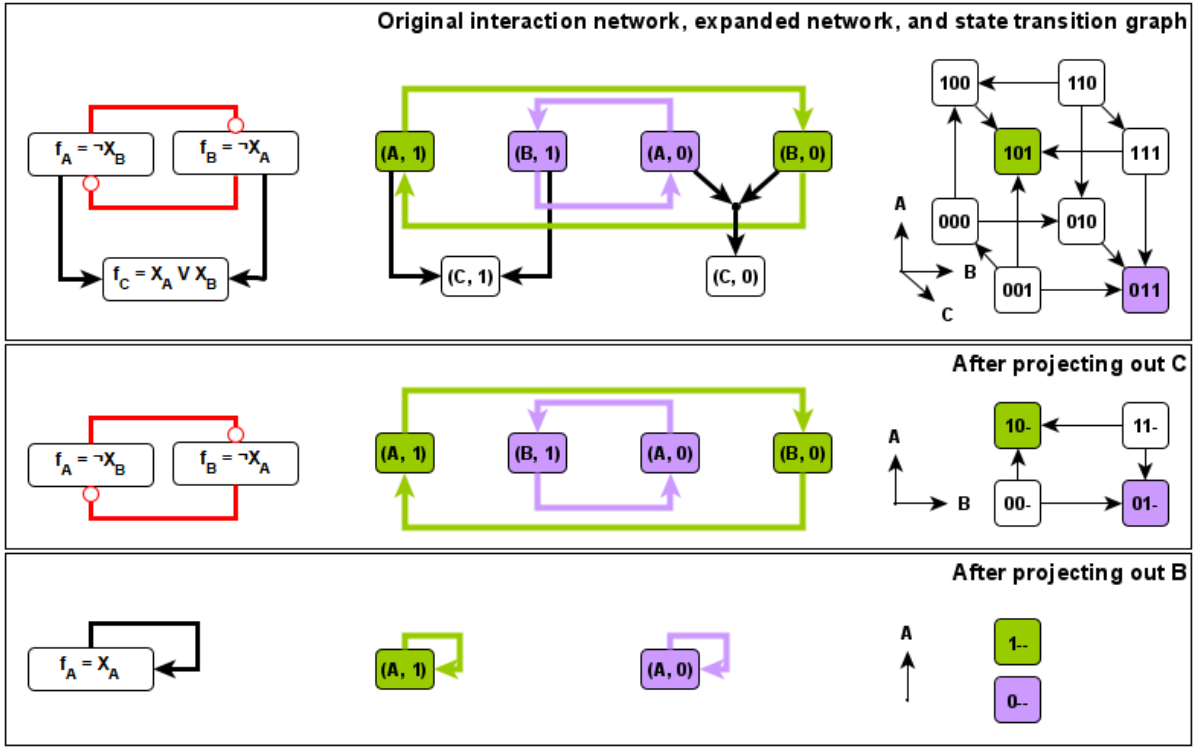 Original interaction network, expanded network, and state transition graph
f_A = ¬X_B
f_B = ¬X_A
f_C = X_A V X_B
(A, 1)
(B, 1)
(A, 0)
(B, 0)
(C, 1)
(C, 0)
100
110
101
111
000
010
001
011
A
B
C
After projecting out C
f_A = ¬X_B
f_B = ¬X_A
(A, 1)
(B, 1)
(A, 0)
(B, 0)
10-
11-
00-
01-
A
B
After projecting out B
f_A = X_A
(A, 1)
(A, 0)
A
1--
0--